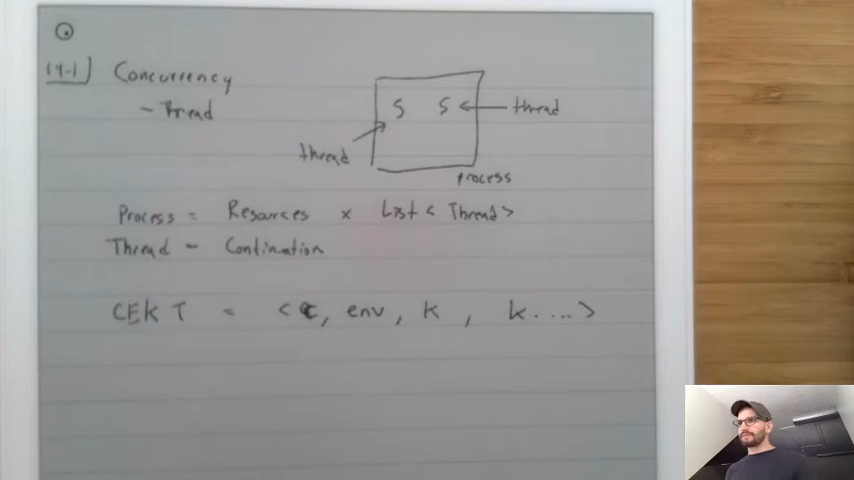 14-1] Concurrency
- Thread
S S ← thread
thread
process
Process = Resources x List < Thread>
Thread - Continuation
CEK T = <c, env, k, k....>